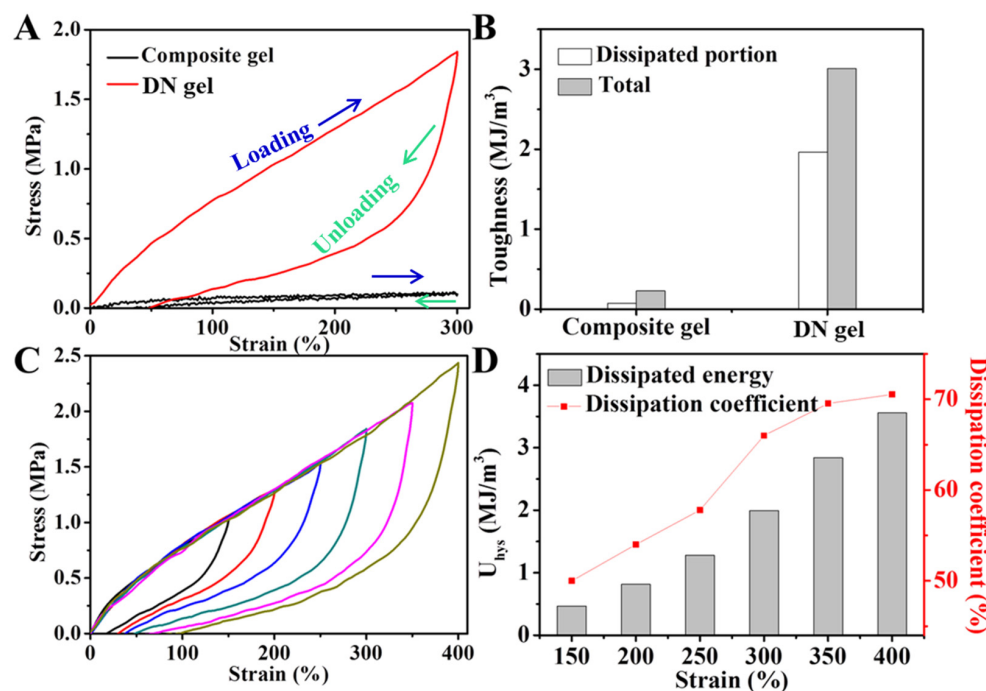 A
2.0
1.5
1.0
0.5
0.0
Stress (MPa)
Composite gel
DN gel
Loading
Unloading
0
100
200
300
Strain (%)
B
3
2
1
0
Toughness (MJ/m³)
Dissipated portion
Total
Composite gel
DN gel
C
2.5
2.0
1.5
1.0
0.5
0.0
Stress (MPa)
0
100
200
300
400
Strain (%)
D
4
3
2
1
0
U_hys (MJ/m³)
Dissipated energy
Dissipation coefficient
70
60
50
Dissipation
coefficient (%)
150
200
250
300
350
400
Strain (%)